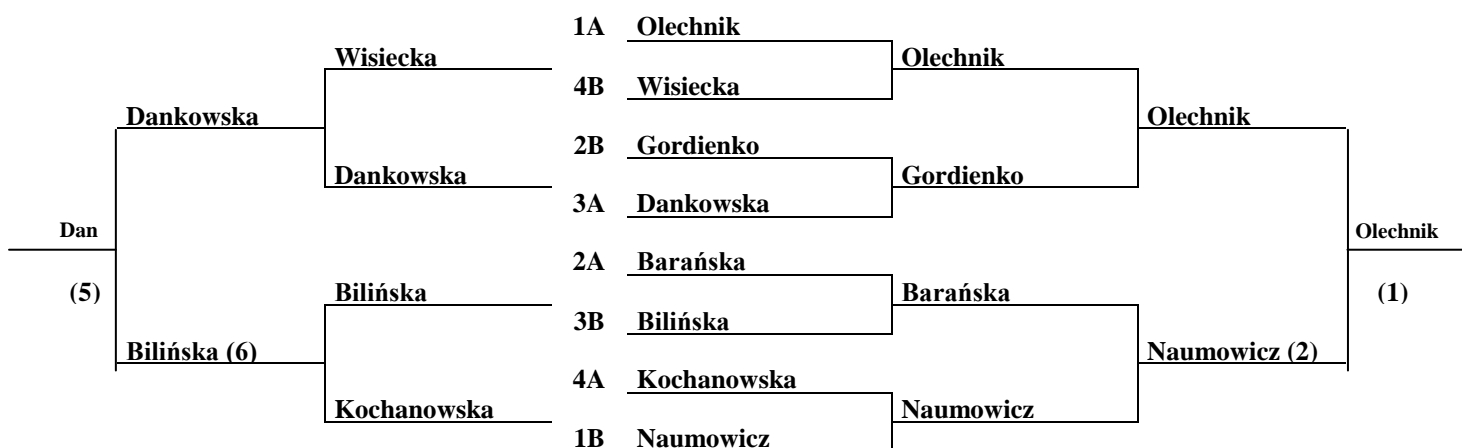 1A Olechnik
Wisiecka Olechnik
4B Wisiecka
Dankowska Olechnik
2B Gordienko
Dankowska Gordienko
3A Dankowska
Dan Olechnik
2A Barańska
(5) Bilińska Barańska (1)
3B Bilińska
Bilińska (6) Naumowicz (2)
4A Kochanowska
Kochanowska Naumowicz
1B Naumowicz